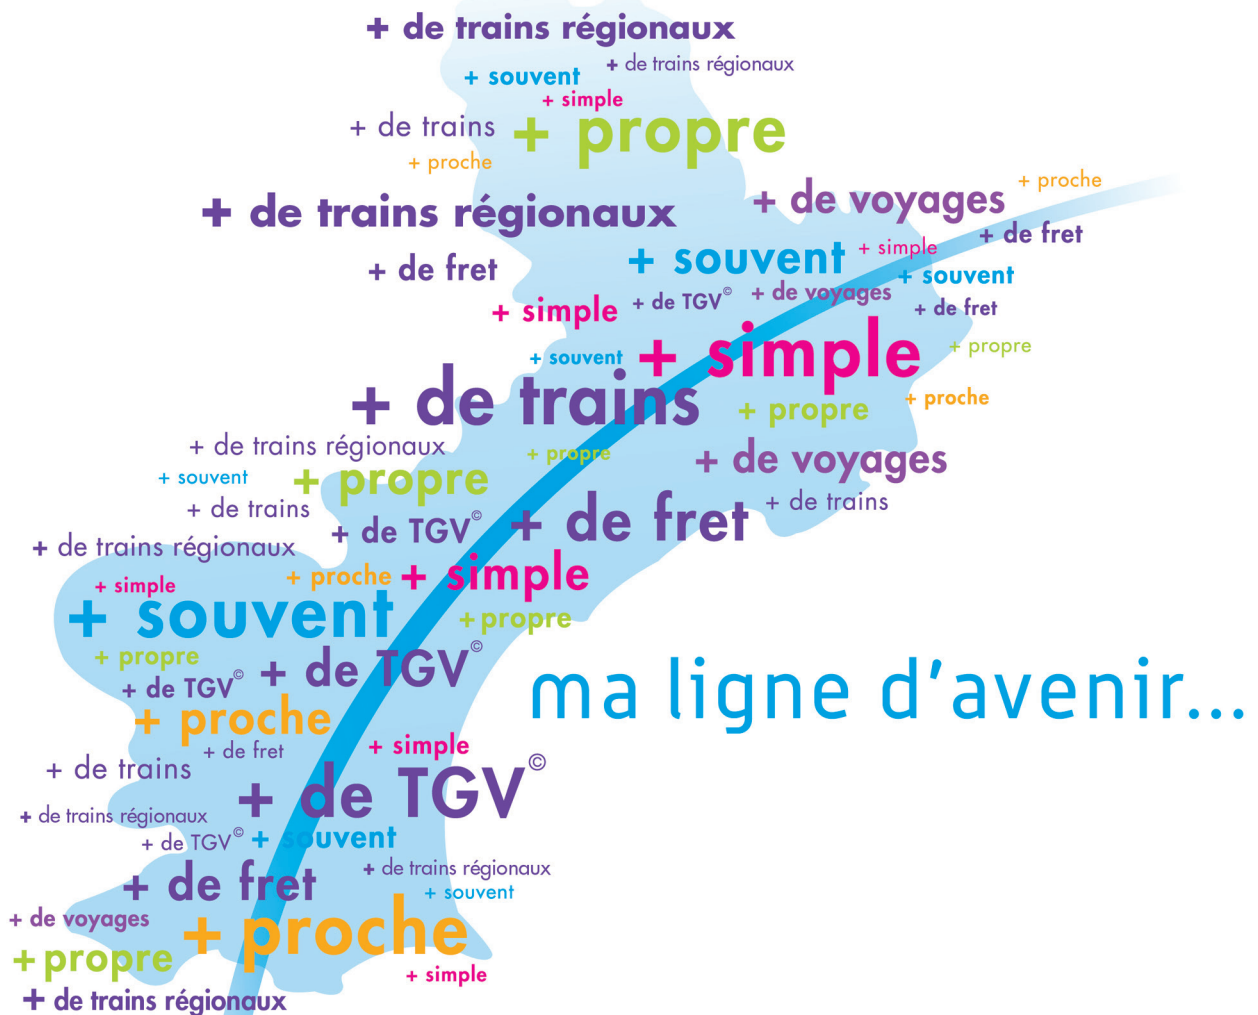 + de trains régionaux
+ de trains régionaux
+ souvent
+ simple
+ de trains
+ propre
+ proche
+ proche
+ de voyages
+ de trains régionaux
+ de fret
+ simple
+ souvent
+ de fret
+ souvent
+ de TGV©
+ de voyages
+ simple
+ de fret
+ propre
+ souvent
+ simple
+ de trains
+ proche
+ propre
+ de trains régionaux
+ propre
+ de voyages
+ souvent
+ propre
+ de trains
+ de trains
+ de TGV©
+ de fret
+ de trains régionaux
+ proche
+ simple
+ simple
+ souvent
+ propre
+ propre
+ de TGV©
+ de TGV©
ma ligne d'avenir...
+ proche
+ de fret
+ simple
+ de trains
+ de TGV©
+ de trains régionaux
+ de TGV©
+ souvent
+ de trains régionaux
+ de fret
+ souvent
+ de voyages
+ proche
+ propre
+ simple
+ de trains régionaux